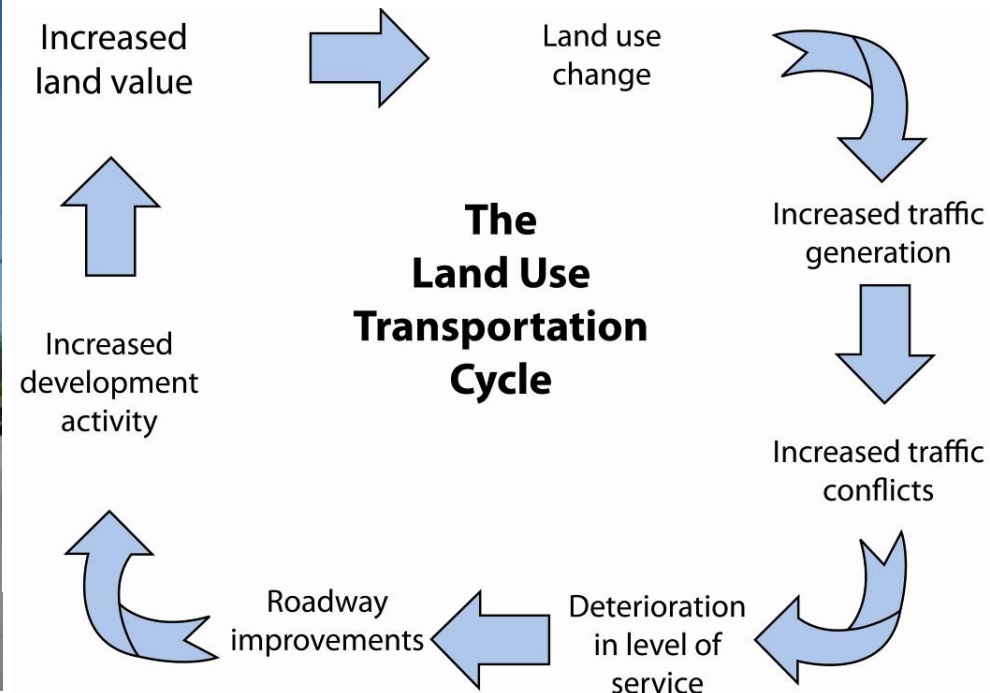 Increased
land value
Land use
change
Increased traffic
generation
Increased traffic
conflicts
Deterioration
in level of
service
Roadway
improvements
Increased
development
activity
The
Land Use
Transportation
Cycle